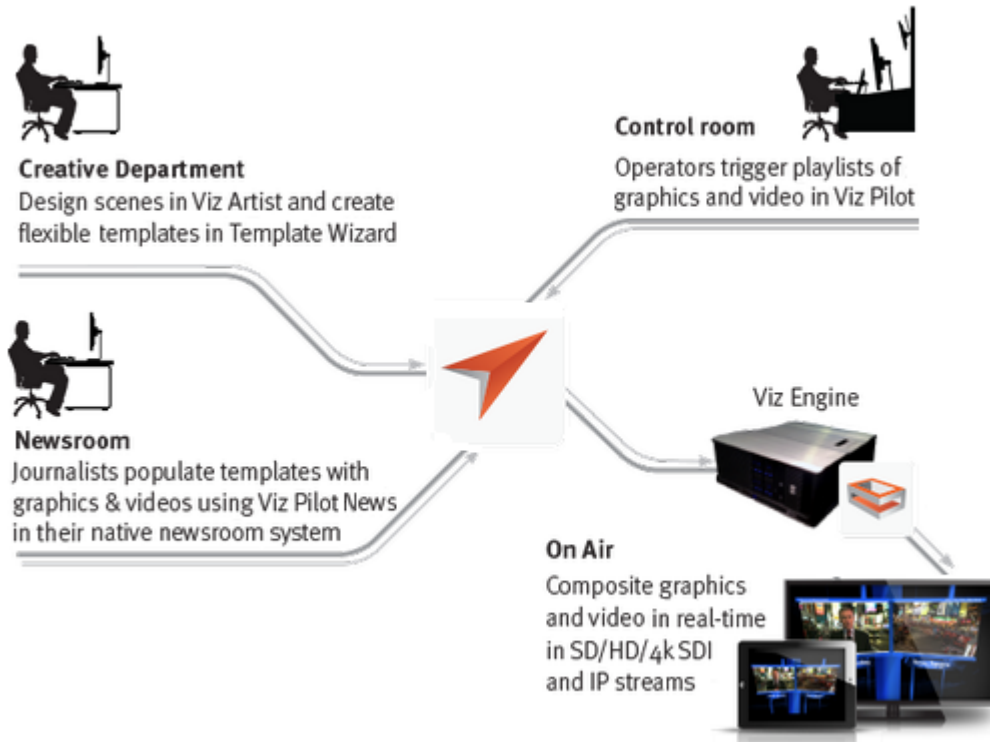 Creative Department
Design scenes in Viz Artist and create
flexible templates in Template Wizard
Control room
Operators trigger playlists of
graphics and video in Viz Pilot
Newsroom
Journalists populate templates with
graphics & videos using Viz Pilot News
in their native newsroom system
Viz Engine
On Air
Composite graphics
and video in real-time
in SD/HD/4k SDI
and IP streams